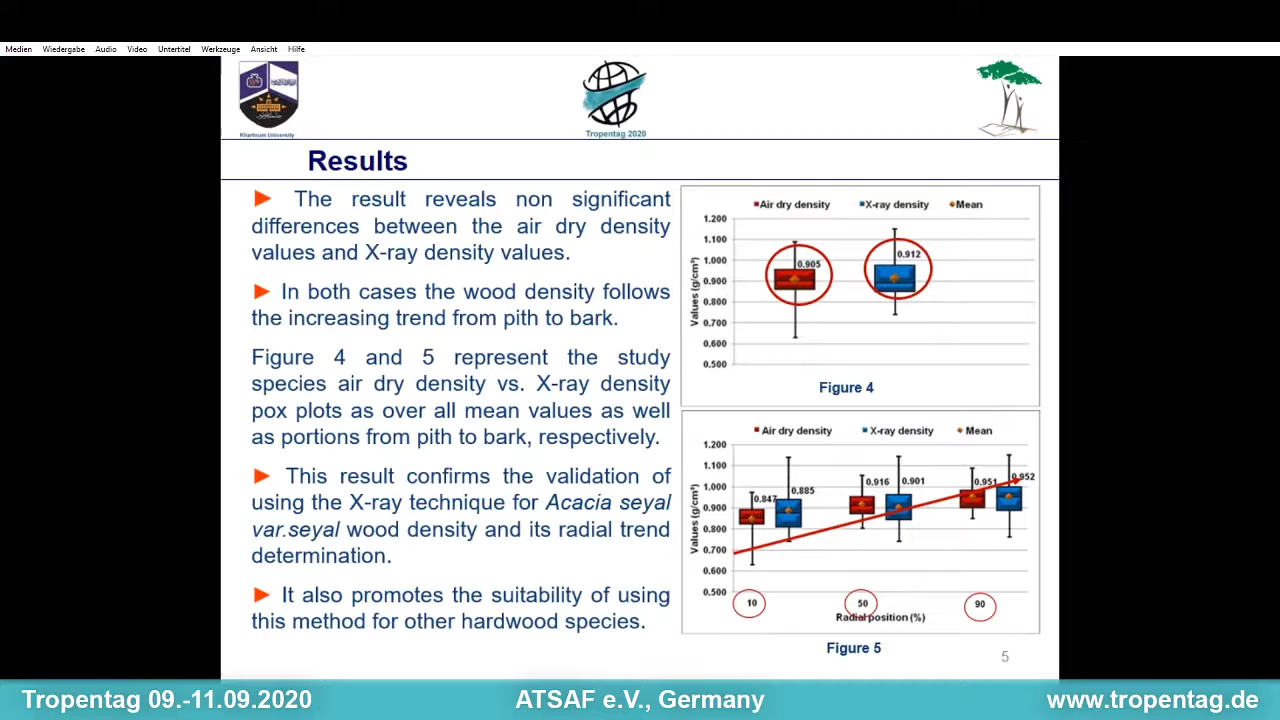 Medien Wiedergabe Audio Video Untertitel Werkzeuge Ansicht Hilfe
Khartoum University
Tropentag 2020
Results
► The result reveals non significant
differences between the air dry density
values and X-ray density values.
► In both cases the wood density follows
the increasing trend from pith to bark.
Figure 4 and 5 represent the study
species air dry density vs. X-ray density
pox plots as over all mean values as well
as portions from pith to bark, respectively.
► This result confirms the validation of
using the X-ray technique for Acacia seyal
var.seyal wood density and its radial trend
determination.
► It also promotes the suitability of using
this method for other hardwood species.
Air dry density X-ray density Mean
Values (g/cm³)
1.200
1.100
1.000
0.900
0.800
0.700
0.600
0.500
0.905
0.912
Figure 4
Air dry density X-ray density Mean
Values (g/cm³)
1.200
1.100
1.000
0.900
0.800
0.700
0.600
0.500
0.847 0.885 0.916 0.901 0.951 0.952
10 50 90
Radial position (%)
Figure 5
5
Tropentag 09.-11.09.2020 ATSAF e.V., Germany www.tropentag.de